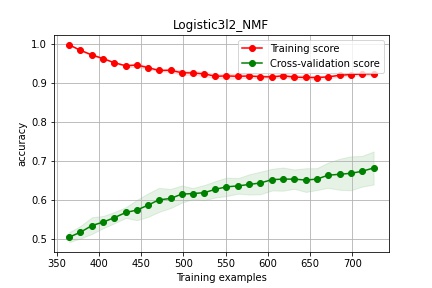 Logistic3l2_NMF
Training score
Cross-validation score
accuracy
1.0
0.9
0.8
0.7
0.6
0.5
350 400 450 500 550 600 650 700
Training examples